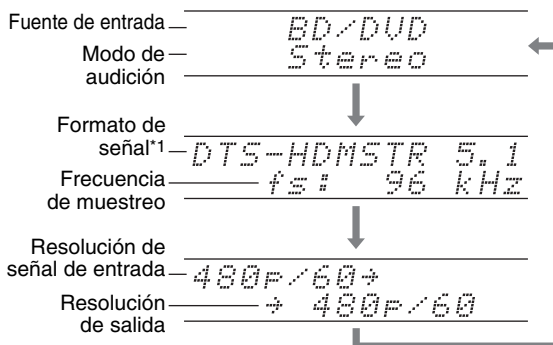 Fuente de entrada
BD/DVD
Modo de
audición
Stereo
Formato de
señal*1
DTS-HDMSTR 5.1
Frecuencia
de muestreo
fs: 96 kHz
Resolución de
señal de entrada
480p/60→
Resolución
de salida
→ 480p/60